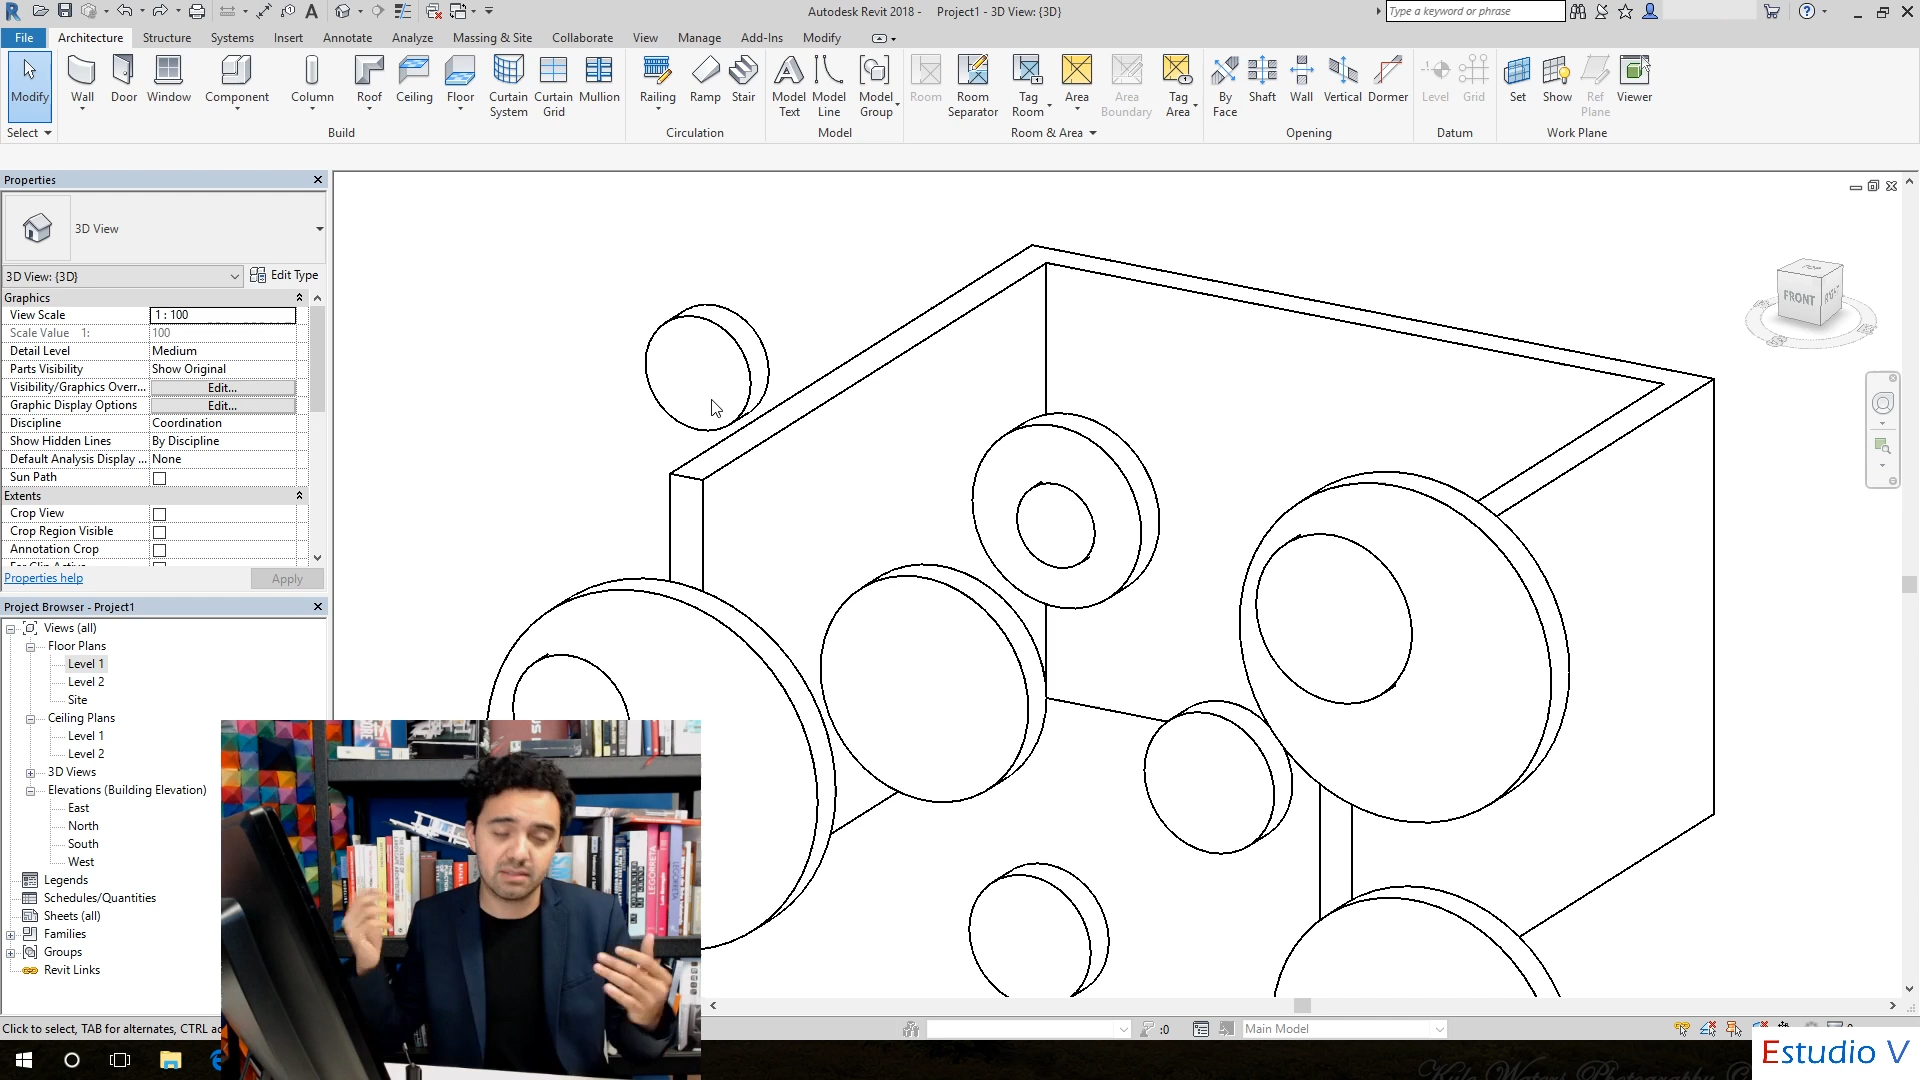 Autodesk Revit 2018 - Project1 - 3D View: {3D}
Type a keyword or phrase
File Architecture Structure Systems Insert Annotate Analyze Massing & Site Collaborate View Manage Add-Ins Modify
Modify Wall Door Window Component Column Roof Ceiling Floor Curtain System Curtain Grid Mullion Railing Ramp Stair Model Text Model Line Model Group Room Room Separator Tag Room Area Area Boundary Tag Area By Face Shaft Wall Vertical Dormer Level Grid Set Show Ref Plane Viewer
Select Build Circulation Model Room & Area Opening Datum Work Plane
Properties
3D View
3D View: {3D} Edit Type
Graphics
View Scale 1 : 100
Scale Value 1: 100
Detail Level Medium
Parts Visibility Show Original
Visibility/Graphics Overr... Edit...
Graphic Display Options Edit...
Discipline Coordination
Show Hidden Lines By Discipline
Default Analysis Display ... None
Sun Path
Extents
Crop View
Crop Region Visible
Annotation Crop
Properties help Apply
Project Browser - Project1
Views (all)
Floor Plans
Level 1
Level 2
Site
Ceiling Plans
Level 1
Level 2
3D Views
Elevations (Building Elevation)
East
North
South
West
Legends
Schedules/Quantities
Sheets (all)
Families
Groups
Revit Links
TOP
FRONT
RIGHT
LEGORRETA
LEGORRETA
Click to select, TAB for alternates, CTRL
:0
Main Model
Estudio V